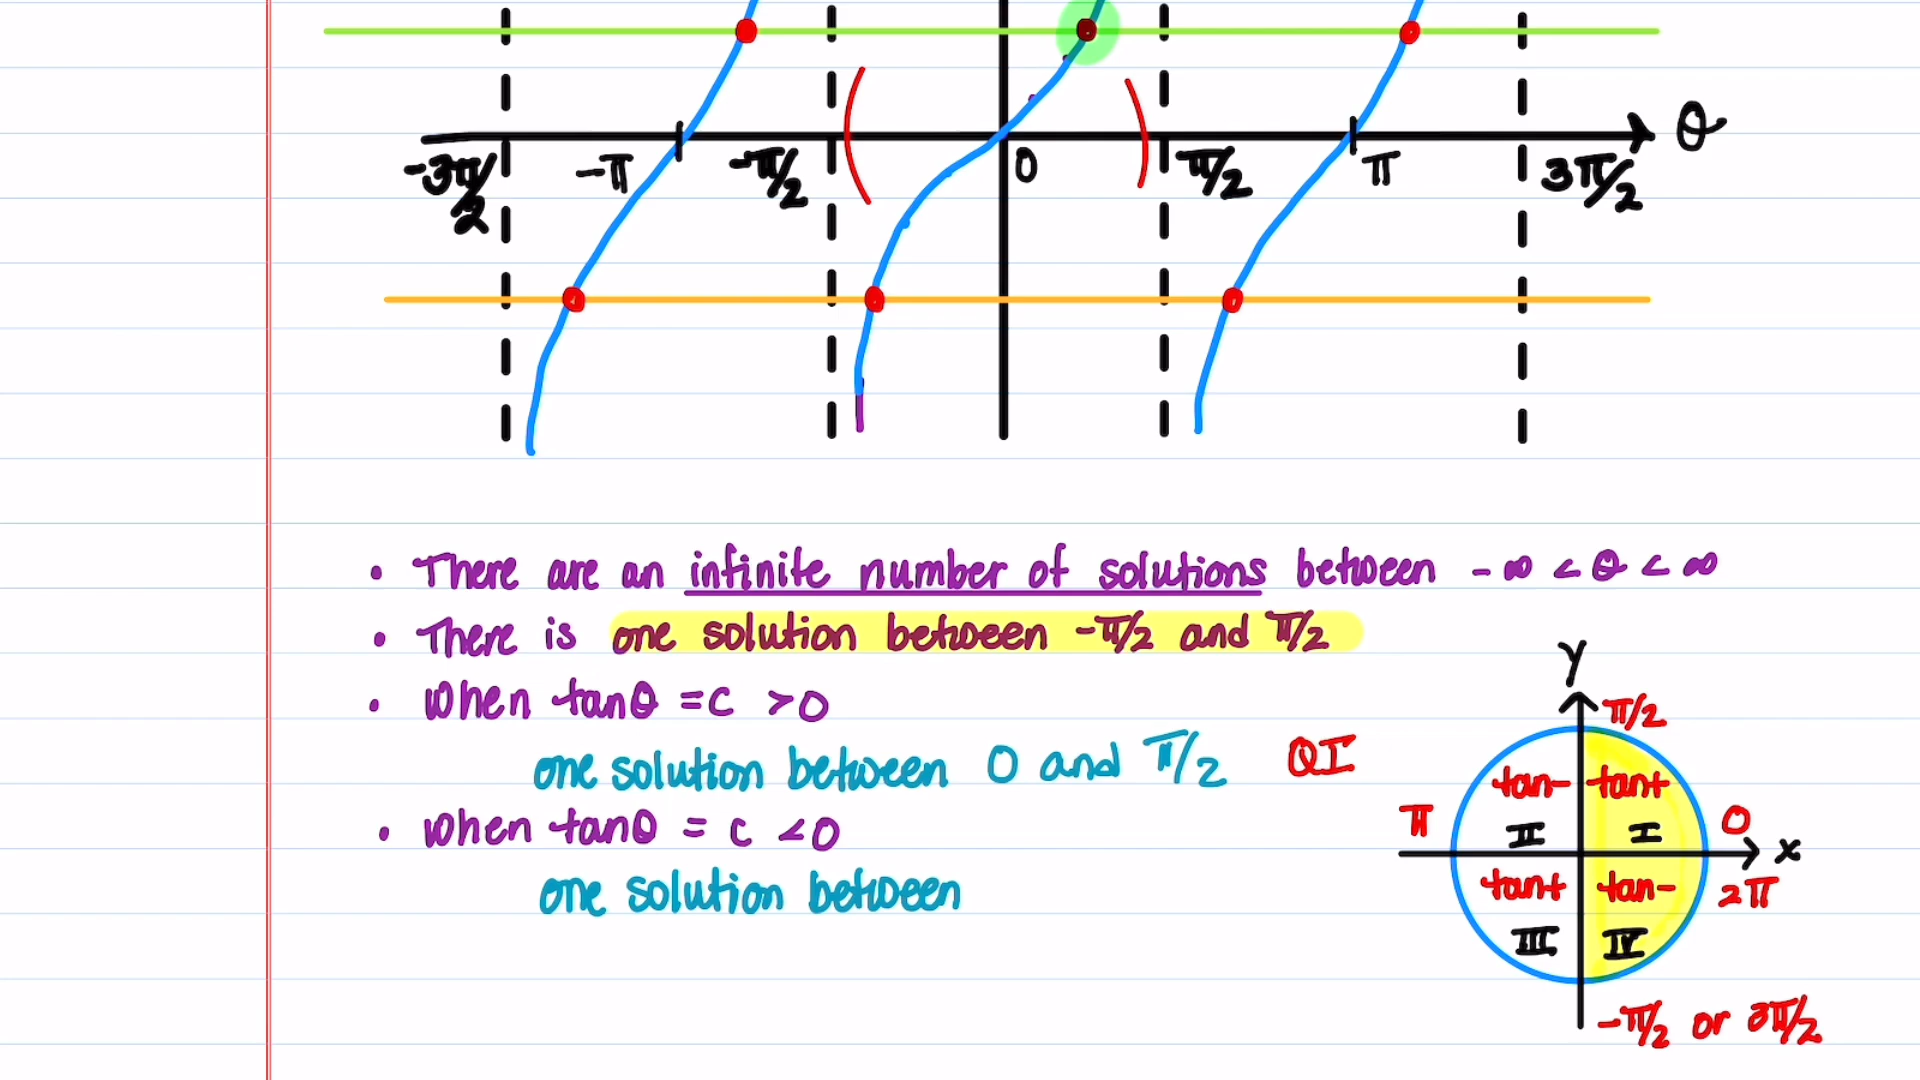 θ
-3π/2 -π -π/2 0 π/2 π 3π/2
• There are an infinite number of solutions between -∞ < θ < ∞
• There is one solution between -π/2 and π/2
• When tanθ = c > 0
one solution between 0 and π/2 QI
• When tanθ = c < 0
one solution between
y
π/2
tan- tan+
π II I 0
x
tan+ tan- 2π
III IV
-π/2 or 3π/2